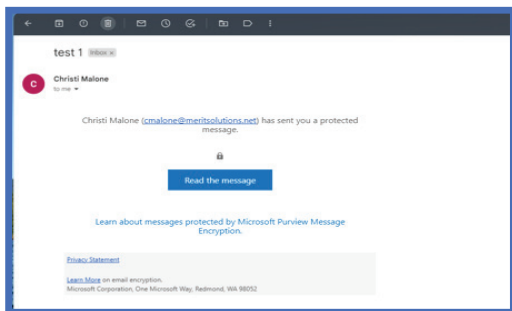 test 1 Inbox x
C
Christi Malone
to me
Christi Malone (cmalone@meritsolutions.net) has sent you a protected
message.
Read the message
Learn about messages protected by Microsoft Purview Message
Encryption.
Privacy Statement
Learn More on email encryption.
Microsoft Corporation, One Microsoft Way, Redmond, WA 98052